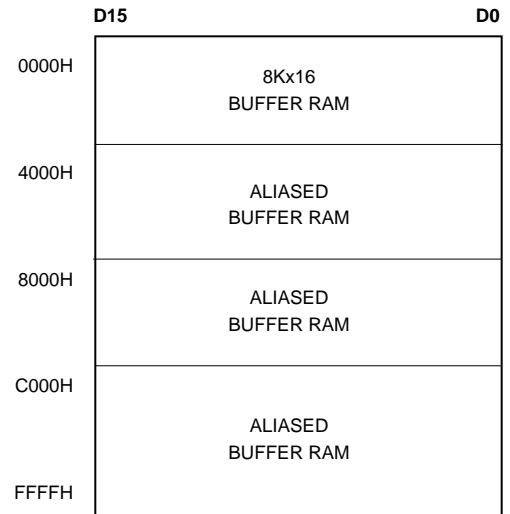 D15 D0
0000H
8Kx16
BUFFER RAM
4000H
ALIASED
BUFFER RAM
8000H
ALIASED
BUFFER RAM
C000H
ALIASED
BUFFER RAM
FFFFH